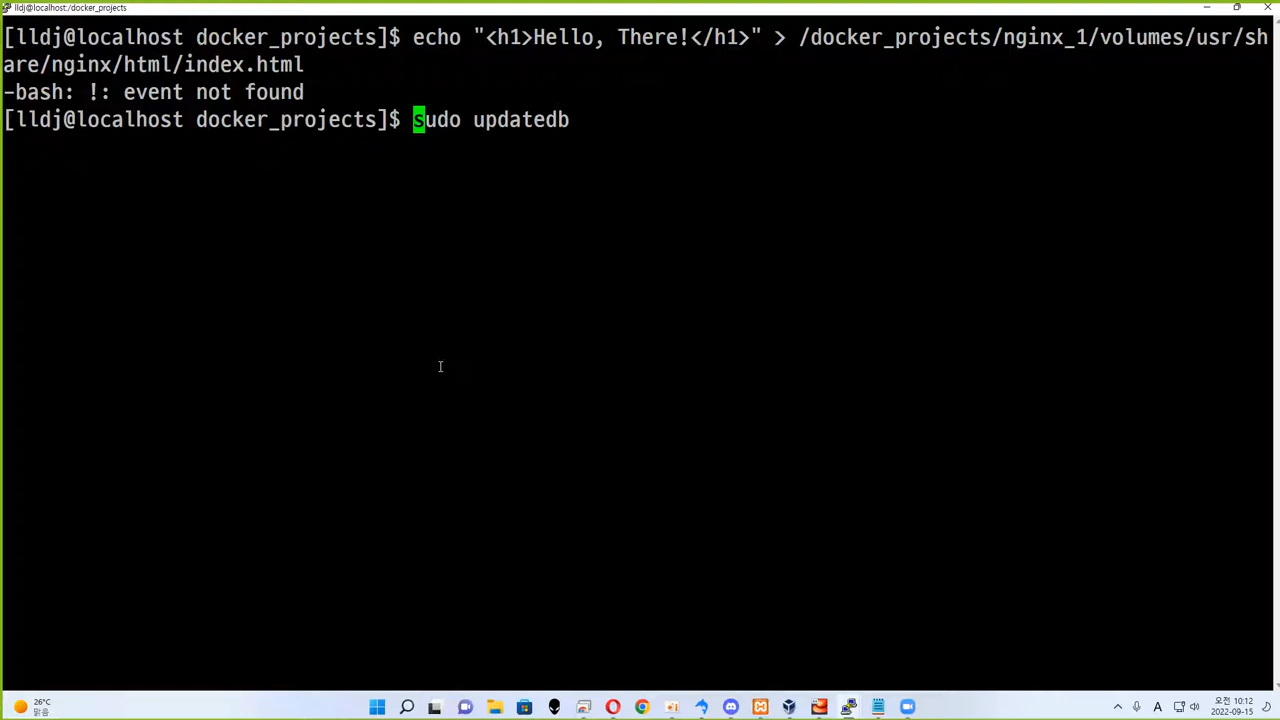 lldj@localhost:/docker_projects
[lldj@localhost docker_projects]$ echo "<h1>Hello, There!</h1>" > /docker_projects/nginx_1/volumes/usr/sh
are/nginx/html/index.html
-bash: !: event not found
[lldj@localhost docker_projects]$ sudo updatedb
26°C
맑음
A
오전 10:12
2022-09-15